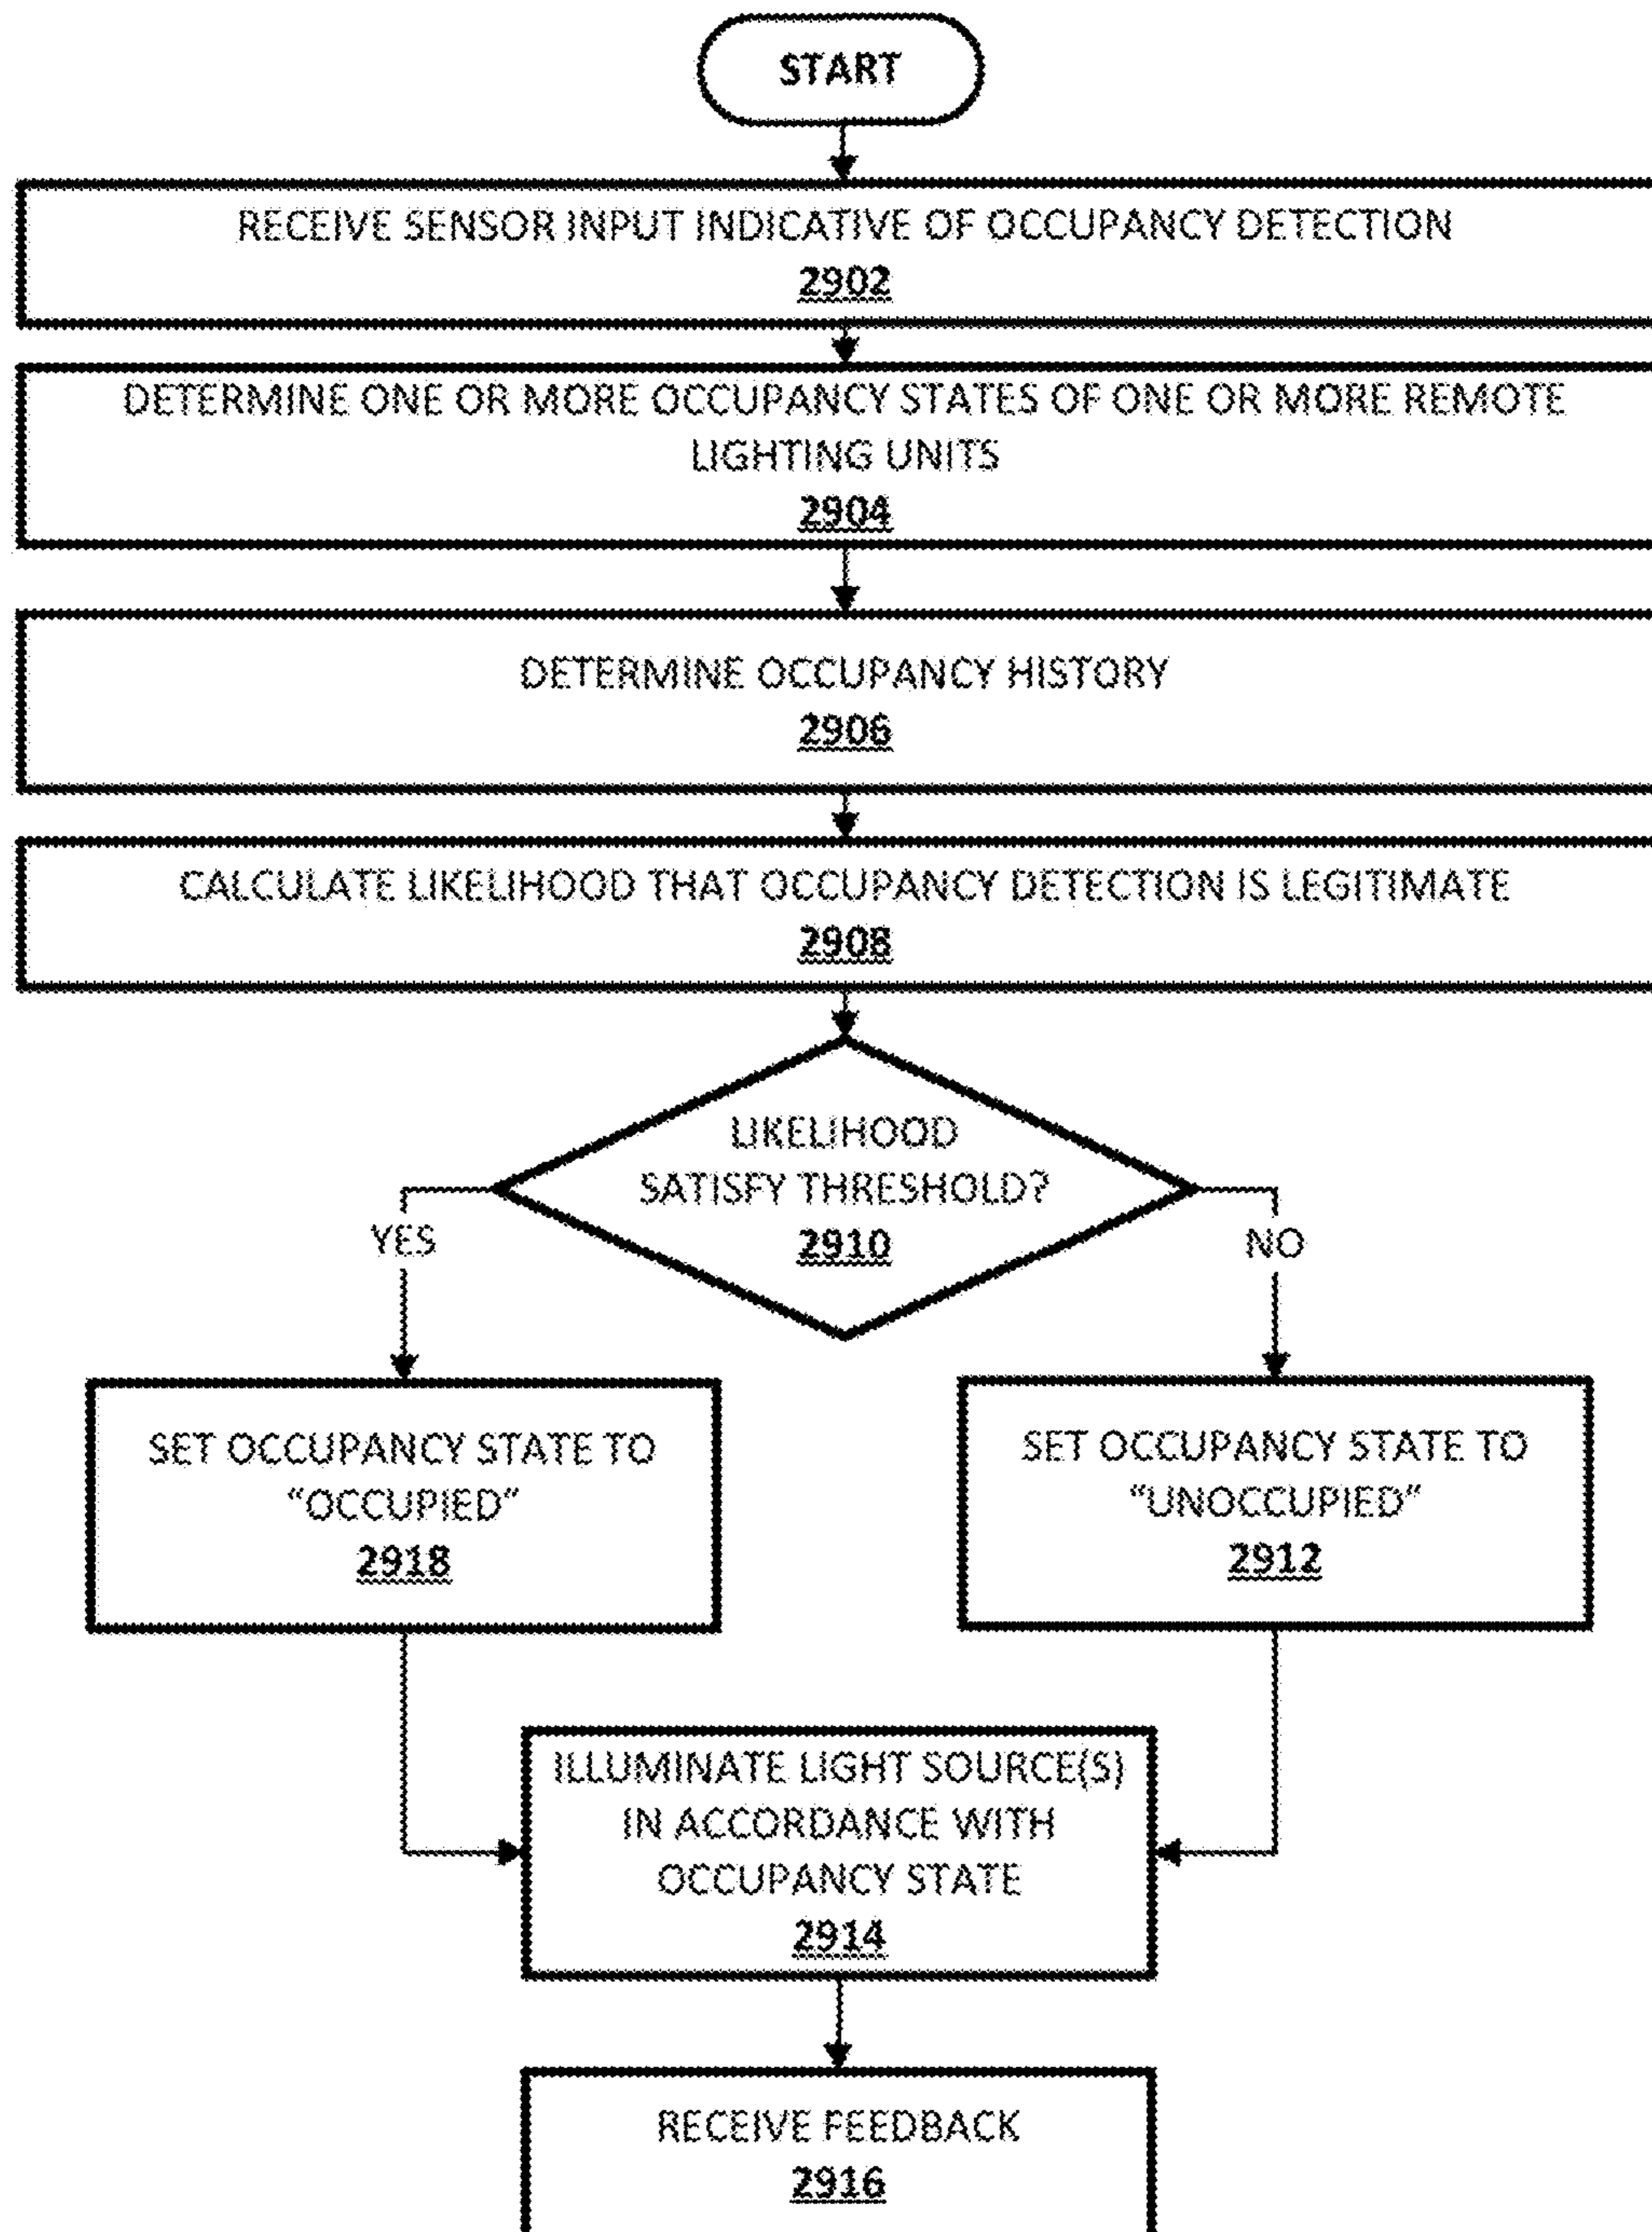 START
RECEIVE SENSOR INPUT INDICATIVE OF OCCUPANCY DETECTION
2902
DETERMINE ONE OR MORE OCCUPANCY STATES OF ONE OR MORE REMOTE
LIGHTING UNITS
2904
DETERMINE OCCUPANCY HISTORY
2906
CALCULATE LIKELIHOOD THAT OCCUPANCY DETECTION IS LEGITIMATE
2908
LIKELIHOOD
SATISFY THRESHOLD?
2910
YES
NO
SET OCCUPANCY STATE TO
“OCCUPIED”
2918
SET OCCUPANCY STATE TO
“UNOCCUPIED”
2912
ILLUMINATE LIGHT SOURCE(S)
IN ACCORDANCE WITH
OCCUPANCY STATE
2914
RECEIVE FEEDBACK
2916